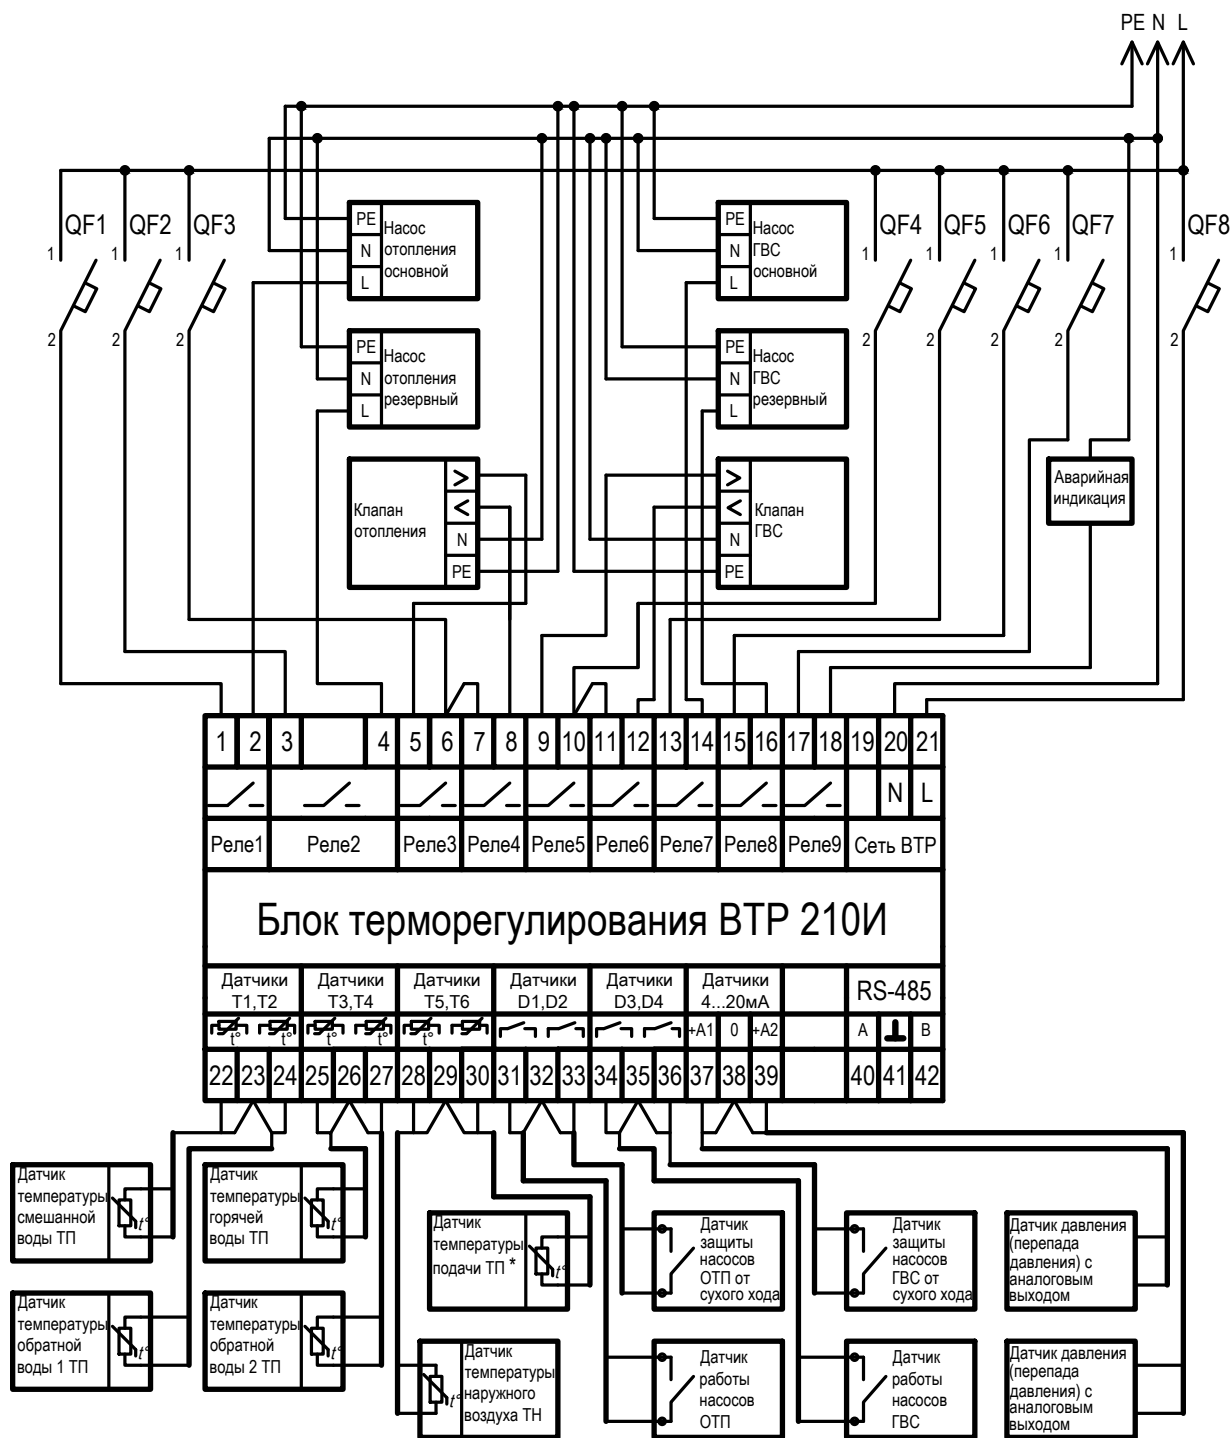 PE N L
QF1 QF2 QF3 QF4 QF5 QF6 QF7 QF8
1 1 1 1 1 1 1 1
2 2 2 2 2 2 2 2
PE
N
L
Насос
отопления
основной
PE
N
L
Насос
ГВС
основной
PE
N
L
Насос
отопления
резервный
PE
N
L
Насос
ГВС
резервный
Клапан
отопления
>
<
N
PE
>
<
N
PE
Клапан
ГВС
Аварийная
индикация
1 2 3 4 5 6 7 8 9 10 11 12 13 14 15 16 17 18 19 20 21
N L
Реле1 Реле2 Реле3 Реле4 Реле5 Реле6 Реле7 Реле8 Реле9 Сеть ВТР
Блок терморегулирования ВТР 210И
Датчики
T1,T2
Датчики
T3,T4
Датчики
T5,T6
Датчики
D1,D2
Датчики
D3,D4
Датчики
4...20мА
RS-485
t° t° t° t° t° +A1 0 +A2 A B
22 23 24 25 26 27 28 29 30 31 32 33 34 35 36 37 38 39 40 41 42
Датчик
температуры
смешанной
воды ТП
t°
Датчик
температуры
горячей
воды ТП
t°
Датчик
температуры
подачи ТП *
t°
Датчик
защиты
насосов
ОТП от
сухого хода
Датчик
защиты
насосов
ГВС от
сухого хода
Датчик давления
(перепада
давления) с
аналоговым
выходом
Датчик
температуры
обратной
воды 1 ТП
t°
Датчик
температуры
обратной
воды 2 ТП
t°
t°
Датчик
температуры
наружного
воздуха ТН
Датчик
работы
насосов
ОТП
Датчик
работы
насосов
ГВС
Датчик давления
(перепада
давления) с
аналоговым
выходом